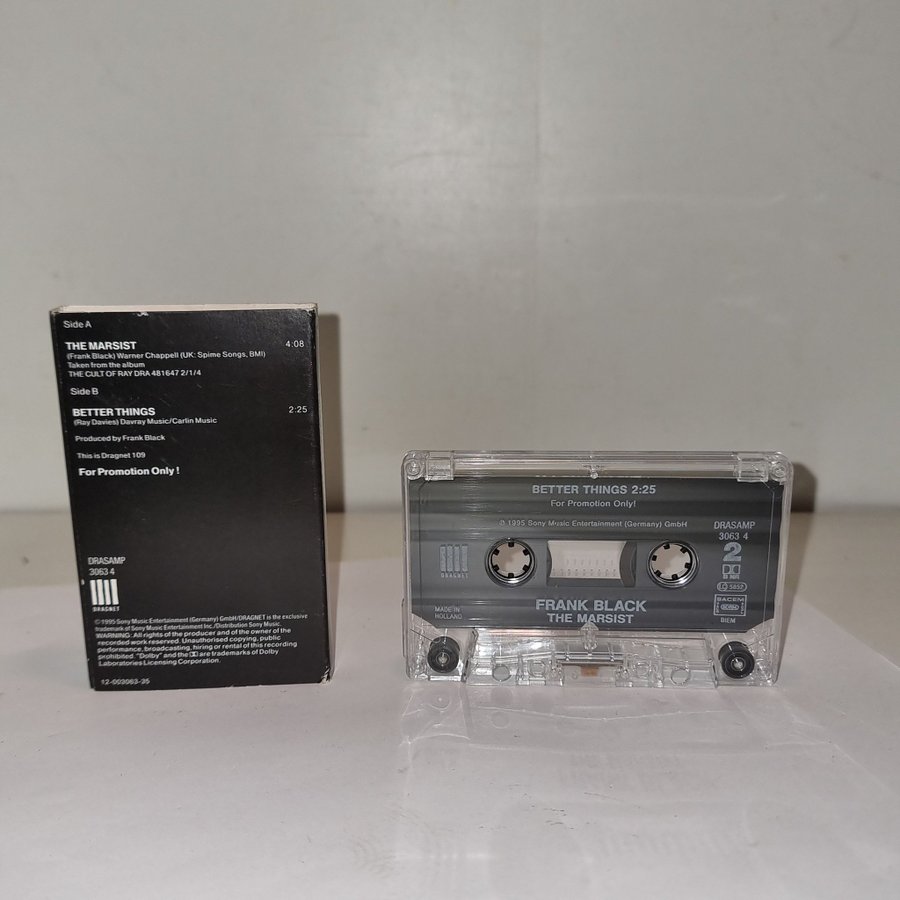 Side A
THE MARSIST 4:08
(Frank Black) Warner Chappell (UK: Spime Songs, BMI)
Taken from the album
THE CULT OF RAY DRA 481647 2/1/4
Side B
BETTER THINGS 2:25
(Ray Davies) Davray Music/Carlin Music
Produced by Frank Black
This is Dragnet 109
For Promotion Only !
DRASAMP
3063 4
DRAGNET
©1995 Sony Music Entertainment (Germany) GmbH/DRAGNET is the exclusive
trademark of Sony Music Entertainment Inc./Distribution Sony Music.
WARNING: All rights of the producer and of the owner of the
recorded work reserved. Unauthorised copying, public
performance, broadcasting, hiring or rental of this recording
prohibited. "Dolby" and the are trademarks of Dolby
Laboratories Licensing Corporation.
12-003063-35
BETTER THINGS 2:25
For Promotion Only!
℗ 1995 Sony Music Entertainment (Germany) GmbH
DRASAMP
3063 4
2
DRAGNET
B NR
LC 5857
MADE IN
HOLLAND
FRANK BLACK
THE MARSIST
SACEM
BIEM